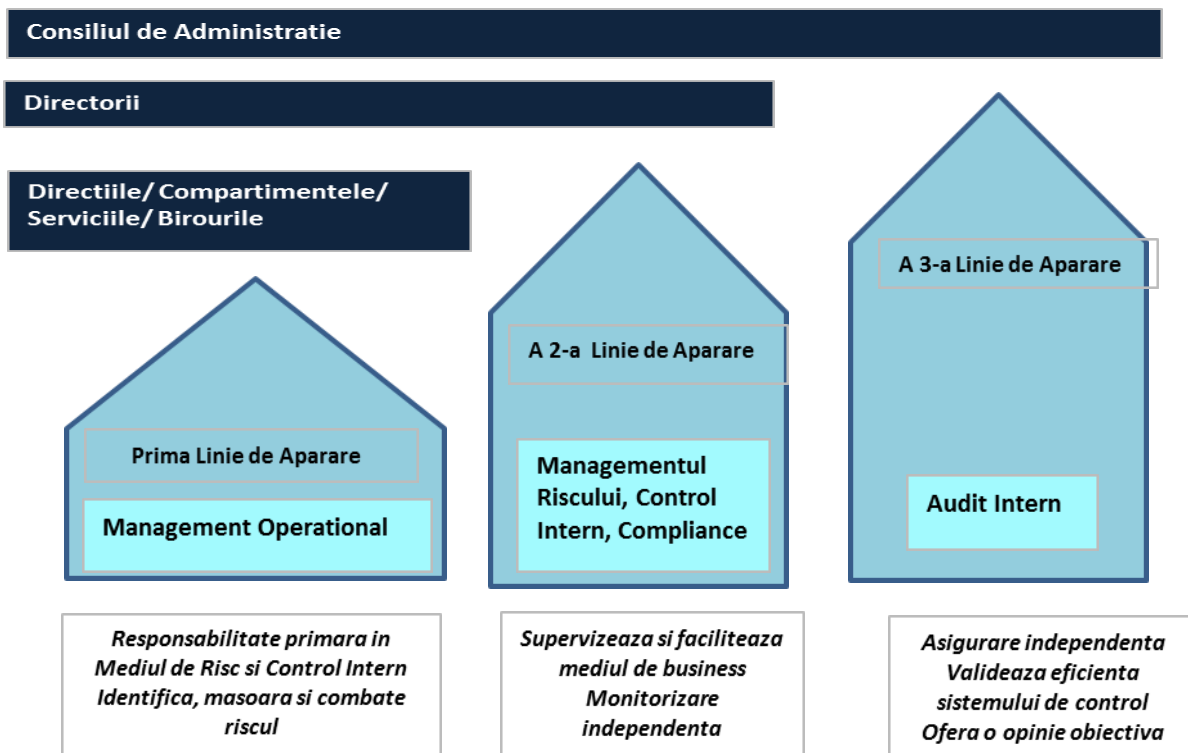 Consiliul de Administratie
Directorii
Directiile/ Compartimentele/
Serviciile/ Birourile
Prima Linie de Aparare
Management Operational
Responsabilitate primara in
Mediul de Risc si Control Intern
Identifica, masoara si combate
riscul
A 2-a Linie de Aparare
Managementul
Riscului, Control
Intern, Compliance
Supervizeaza si faciliteaza
mediul de business
Monitorizare
independenta
A 3-a Linie de Aparare
Audit Intern
Asigurare independenta
Valideaza eficienta
sistemului de control
Ofera o opinie obiectiva